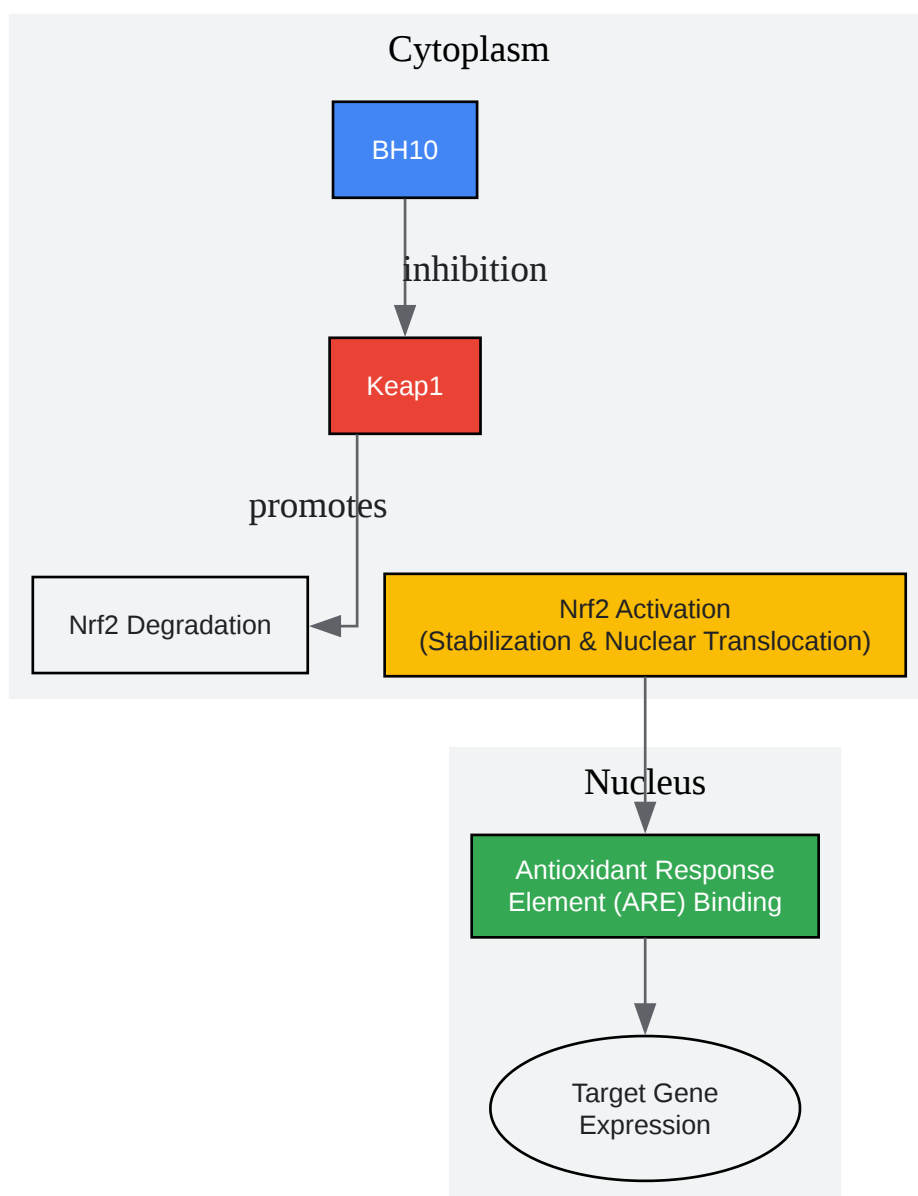 Cytoplasm
BH10
inhibition
Keap1
promotes
Nrf2 Degradation
Nrf2 Activation
(Stabilization & Nuclear Translocation)
Nucleus
Antioxidant Response
Element (ARE) Binding
Target Gene
Expression